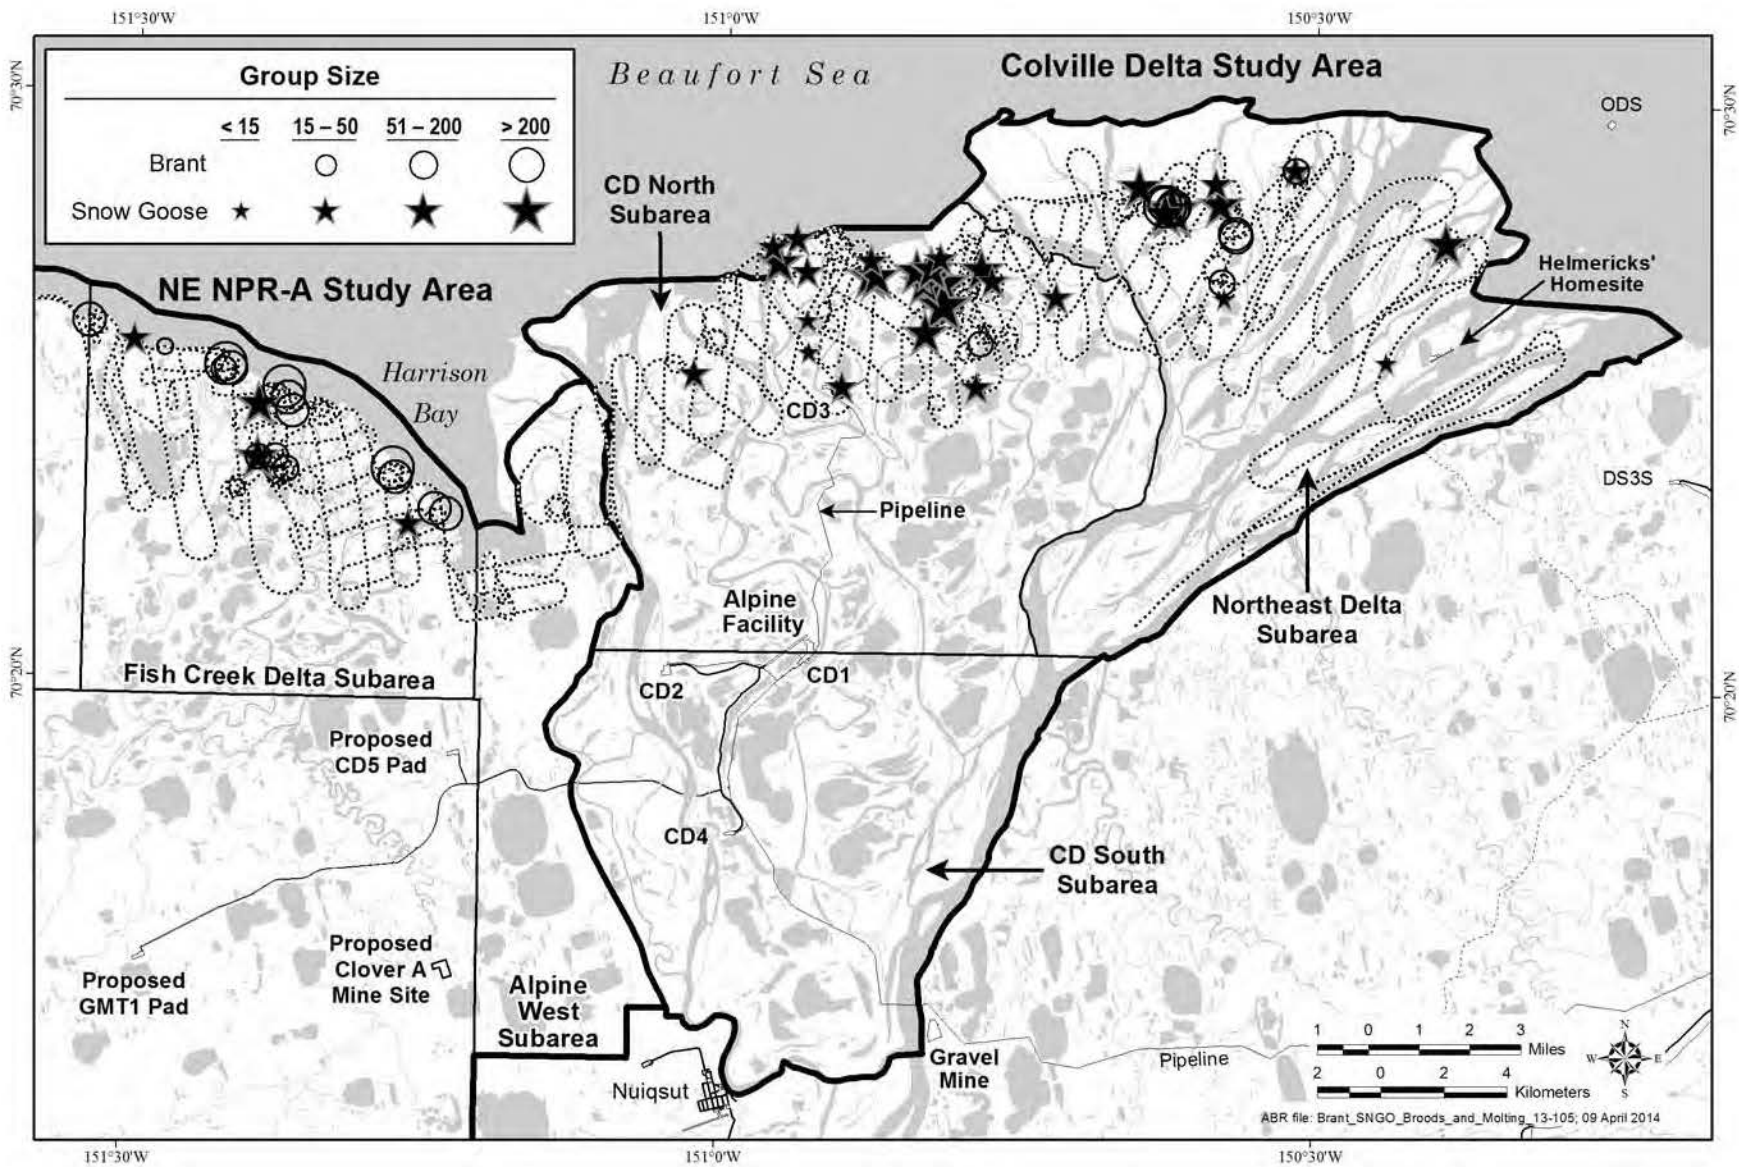 151°30'W
151°0'W
150°30'W
Group Size
< 15
15 – 50
51 – 200
> 200
Brant
Snow Goose
Beaufort Sea
Colville Delta Study Area
ODS
70°30'N
70°30'N
CD North
Subarea
NE NPR-A Study Area
Helmericks'
Homesite
Harrison
Bay
CD3
DS3S
Pipeline
Alpine
Facility
Northeast Delta
Subarea
Fish Creek Delta Subarea
CD2
CD1
70°20'N
70°20'N
Proposed
CD5 Pad
CD4
CD South
Subarea
Proposed
Clover A
Mine Site
Proposed
GMT1 Pad
Alpine
West
Subarea
Gravel
Mine
Pipeline
Nuiqsut
1 0 1 2 3
Miles
2 0 2 4
Kilometers
N
W
E
S
ABR file: Brant_SNGO_Broods_and_Molting_13-105; 09 April 2014
151°30'W
151°0'W
150°30'W